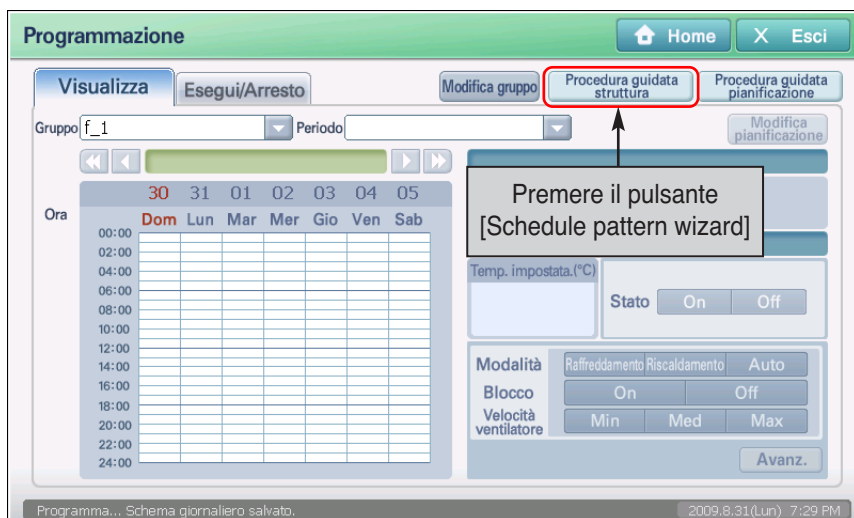 Programmazione
Home
X Esci
Visualizza
Esegui/Arresto
Modifica gruppo
Procedura guidata
struttura
Procedura guidata
pianificazione
Gruppo f_1
Periodo
Modifica
pianificazione
Premere il pulsante
[Schedule pattern wizard]
30 31 01 02 03 04 05
Ora
Dom Lun Mar Mer Gio Ven Sab
00:00
02:00
04:00
06:00
08:00
10:00
12:00
14:00
16:00
18:00
20:00
22:00
24:00
Temp. impostata.(°C)
Stato On Off
Modalità Raffreddamento Riscaldamento Auto
Blocco On Off
Velocità
ventilatore
Min Med Max
Avanz.
Programma... Schema giornaliero salvato.
2009.8.31(Lun) 7:29 PM